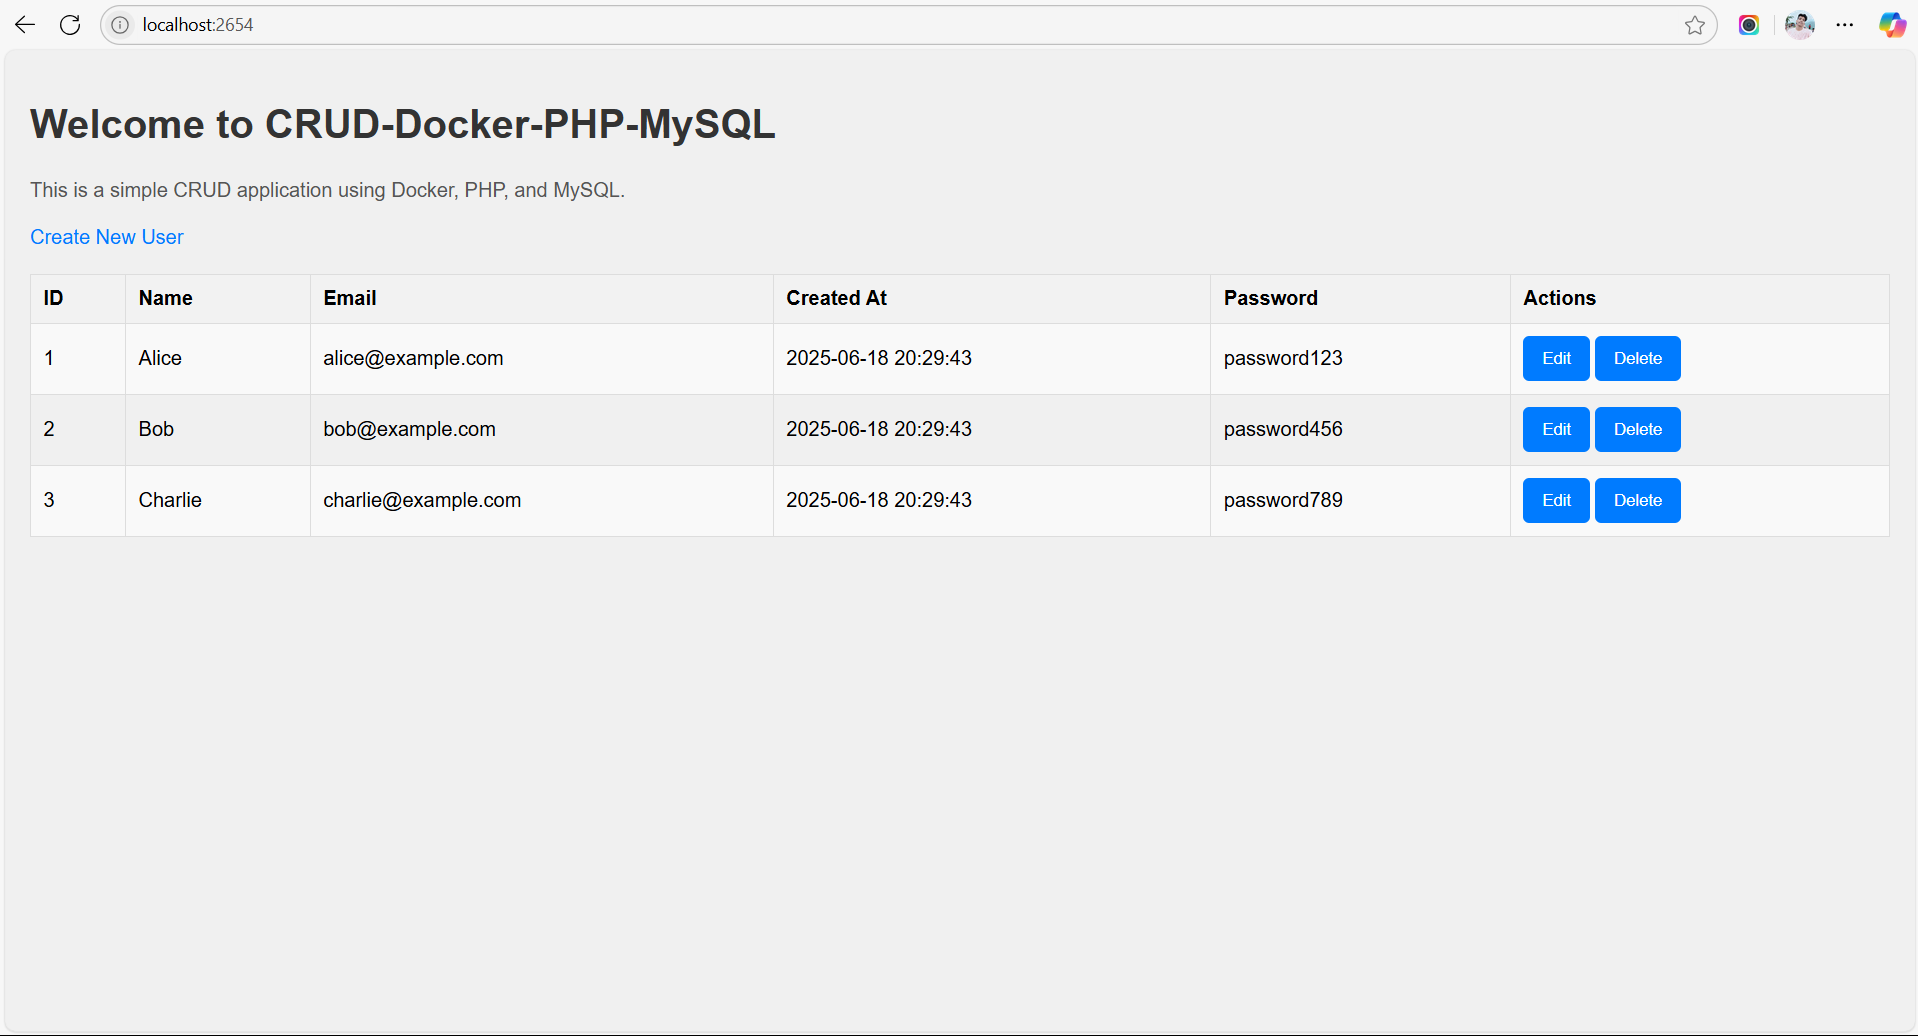 localhost:2654
Welcome to CRUD-Docker-PHP-MySQL
This is a simple CRUD application using Docker, PHP, and MySQL.
Create New User
ID Name Email Created At Password Actions
1 Alice alice@example.com 2025-06-18 20:29:43 password123 Edit Delete
2 Bob bob@example.com 2025-06-18 20:29:43 password456 Edit Delete
3 Charlie charlie@example.com 2025-06-18 20:29:43 password789 Edit Delete